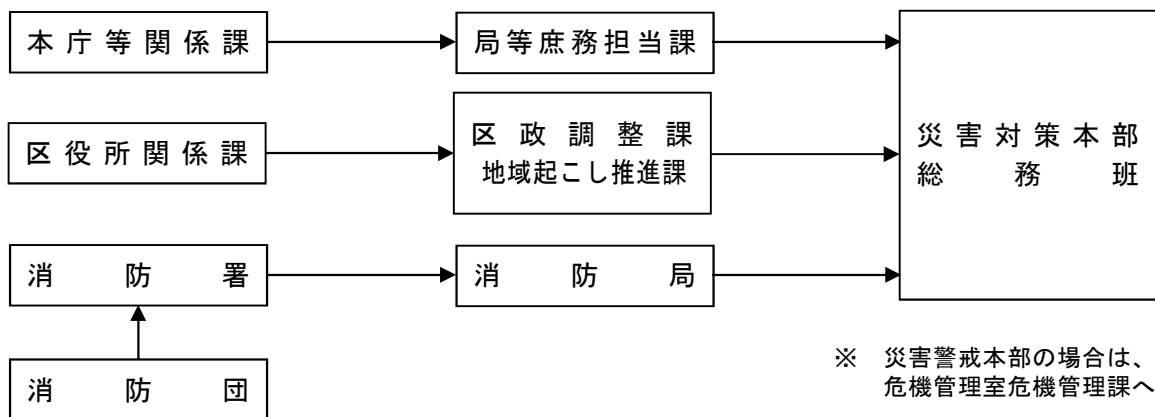 本庁等関係課
局等庶務担当課
区役所関係課
区政調整課
地域起こし推進課
災害対策本部
総務班
消防署
消防局
消防団
※ 災害警戒本部の場合は、
危機管理室危機管理課へ